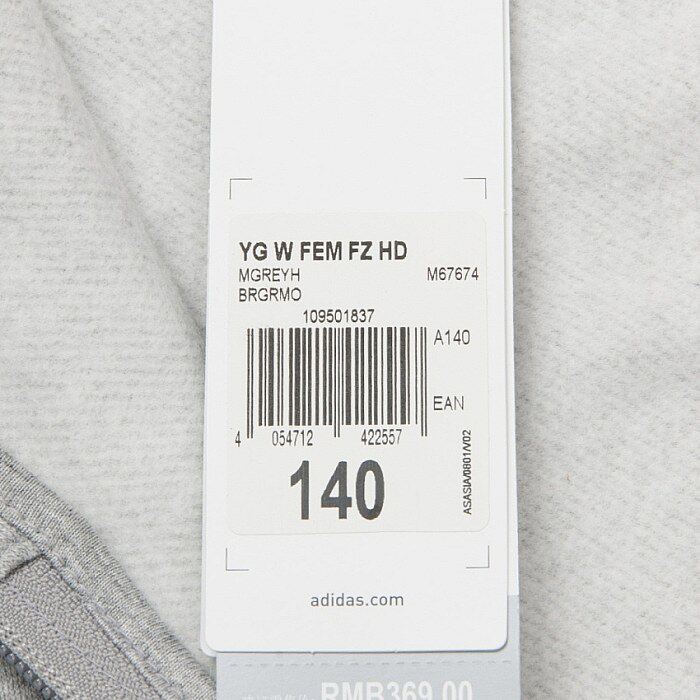 YG W FEM FZ HD
MGREYH M67674
BRGRMO
109501837
A140
EAN
4 054712 422557
140
ASASIA/0801/V02
adidas.com
RMB369.00